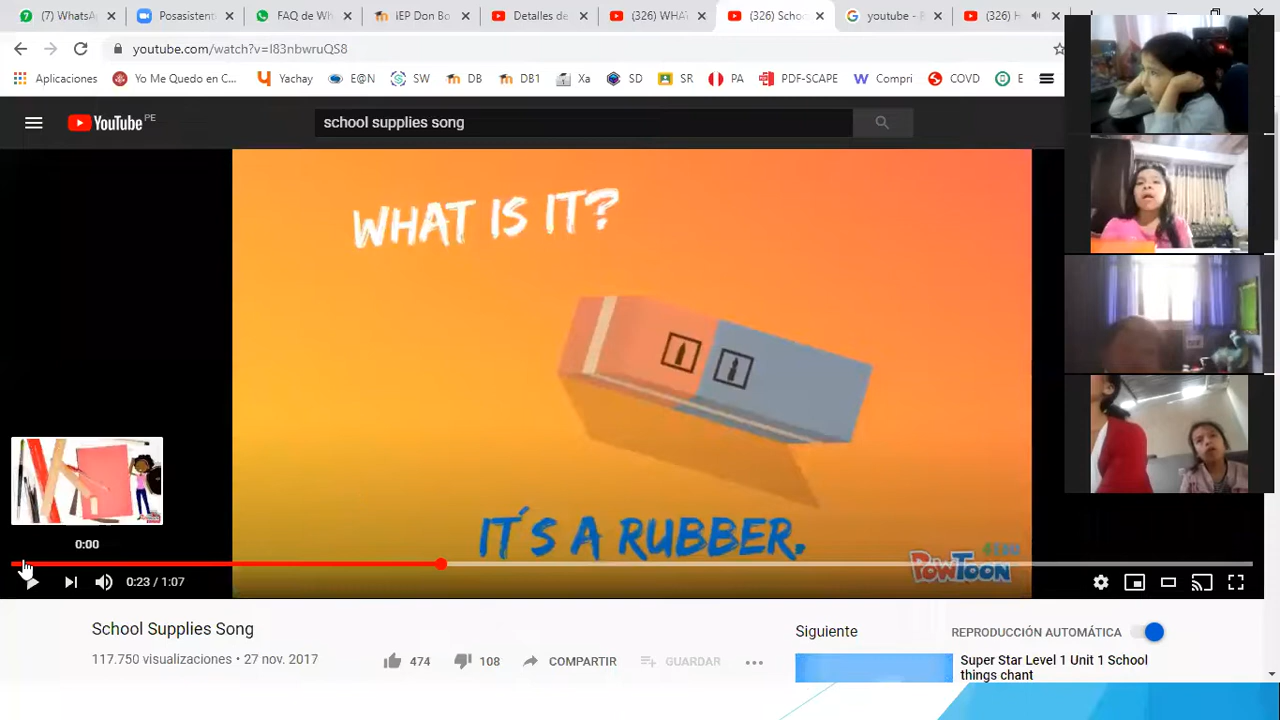 (7) WhatsA
Posasistent
FAQ de Wh
IEP Don Bo
Detalles de
(326) WHAT
(326) Scho
youtube - B
(326) H
youtube.com/watch?v=I83nbwruQS8
Aplicaciones
Yo Me Quedo en C...
Yachay
E@N
SW
DB
DB1
Xa
SD
SR
PA
PDF-SCAPE
Compri
COVD
E
YouTube PE
school supplies song
WHAT IS IT?
IT´S A RUBBER.
POWTOON
0:00
0:23 / 1:07
School Supplies Song
117.750 visualizaciones • 27 nov. 2017
474
108
COMPARTIR
GUARDAR
Siguiente
REPRODUCCIÓN AUTOMÁTICA
Super Star Level 1 Unit 1 School
things chant